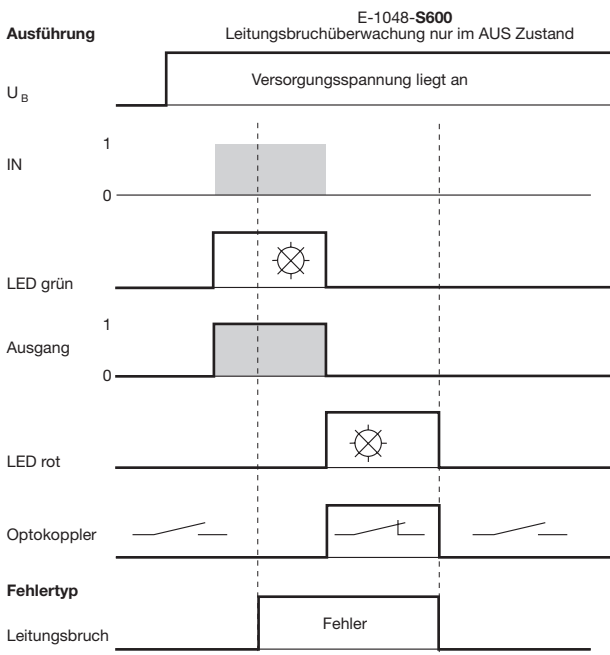 E-1048-S600
Ausführung
Leitungsbruchüberwachung nur im AUS Zustand
Versorgungsspannung liegt an
U B
1
IN
0
LED grün
1
Ausgang
0
LED rot
Optokoppler
Fehlertyp
Fehler
Leitungsbruch